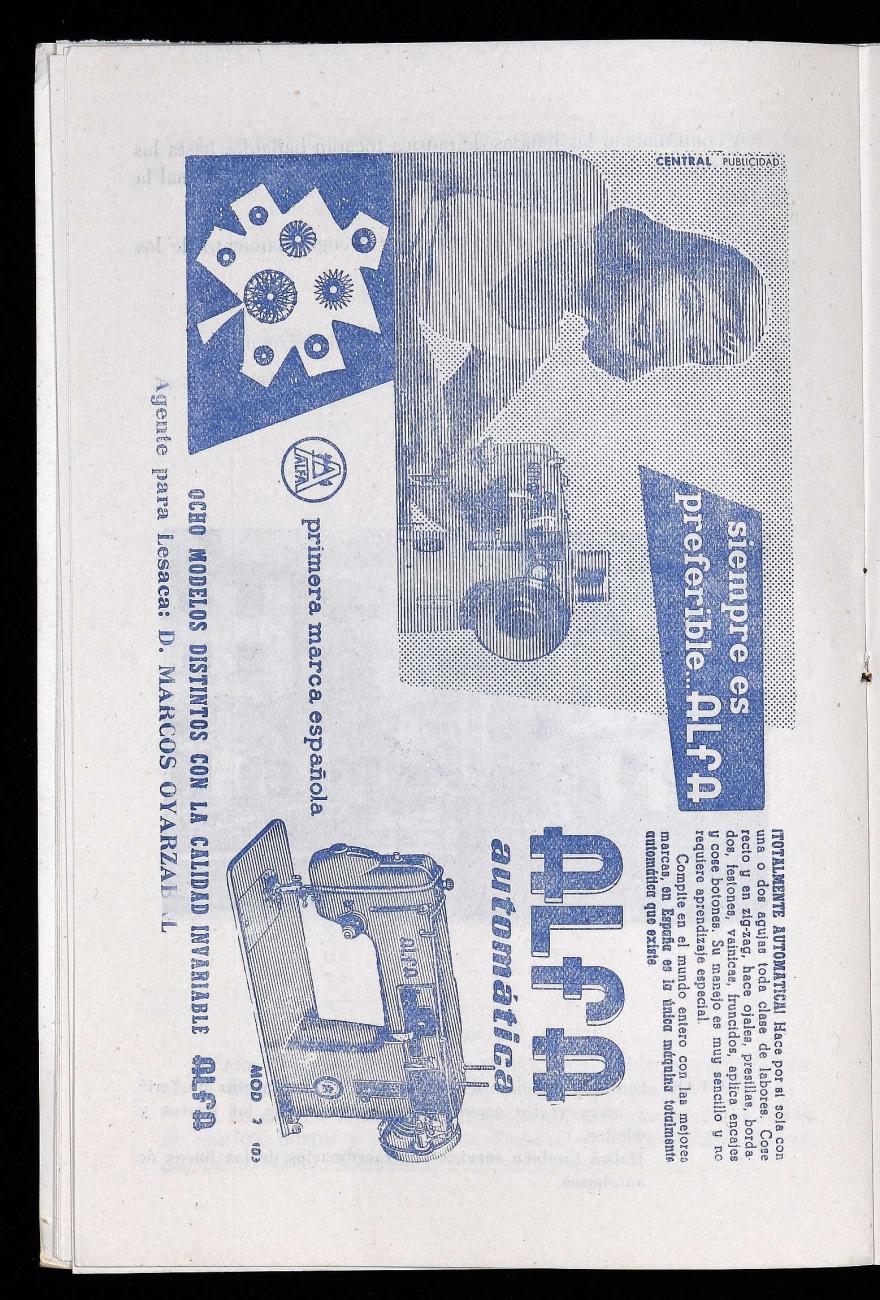 CENTRAL PUBLICIDAD
siempre es
preferible... ALFA
¡TOTALMENTE AUTOMATICA! Hace por sí sola con
una o dos agujas toda clase de labores. Cose
recto y en zig-zag, hace ojales, presillas, borda-
dos, festones, vainicas, fruncidos, aplica encajes
y cose botones. Su manejo es muy sencillo y no
requiere aprendizaje especial.
Compite en el mundo entero con las mejores
marcas, en España es la única máquina totalmente
automática que existe
ALFA
automática
ALFA
MOD
ALFA
primera marca española
OCHO MODELOS DISTINTOS CON LA CALIDAD INVARIABLE ALFA
Agente para Lesaca: D. MARCOS OYARZAB L